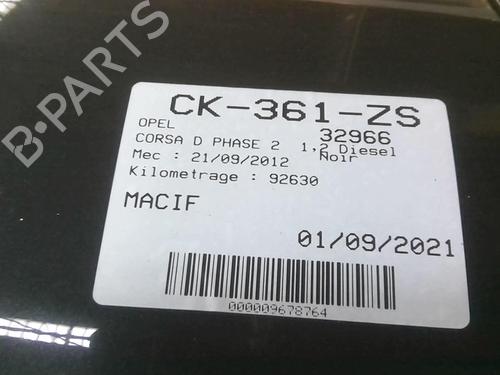 CK-361-ZS
OPEL 32966
CORSA D PHASE 2 1,2 Diesel
Mec : 21/09/2012 Noir
Kilometrage : 92630
MACIF
01/09/2021
000009678764